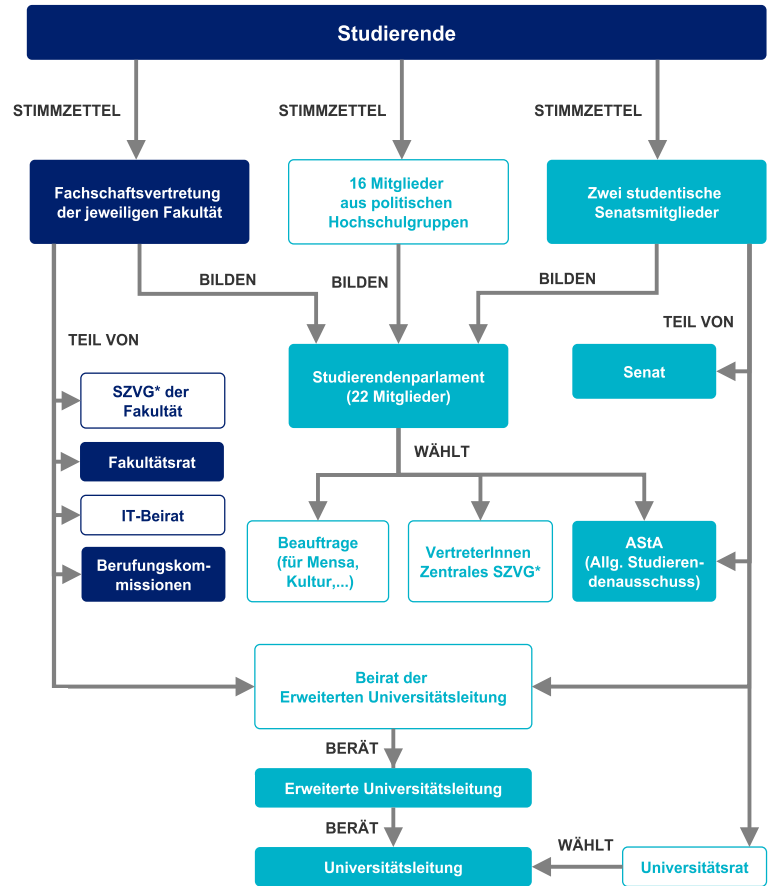 Studierende
STIMMZETTEL
STIMMZETTEL
STIMMZETTEL
Fachschaftsvertretung
der jeweiligen Fakultät
16 Mitglieder
aus politischen
Hochschulgruppen
Zwei studentische
Senatsmitglieder
BILDEN
BILDEN
BILDEN
TEIL VON
TEIL VON
SZVG* der
Fakultät
Fakultätsrat
IT-Beirat
Berufungskom-
missionen
Studierendenparlament
(22 Mitglieder)
Senat
WÄHLT
Beauftrage
(für Mensa,
Kultur,...)
VertreterInnen
Zentrales SZVG*
AStA
(Allg. Studieren-
denausschuss)
Beirat der
Erweiterten Universitätsleitung
BERÄT
Erweiterte Universitätsleitung
BERÄT
Universitätsleitung
WÄHLT
Universitätsrat